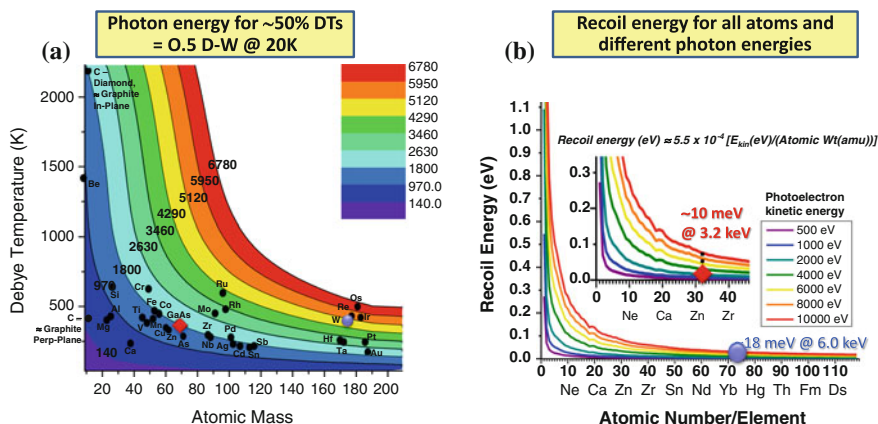 Photon energy for ~50% DTs
= O.5 D-W @ 20K
Recoil energy for all atoms and
different photon energies
(a)
(b)
Debye Temperature (K)
2000
1500
1000
500
0
10 20 40 60 80 100 120 140 160 180 200
Atomic Mass
C –
Diamond,
≈ Graphite
In-Plane
Be
6780
5950
5120
4290
3460
2630
1800
970
140
6780
5950
5120
4290
3460
2630
1800
970.0
140.0
C –
≈ Graphite
Perp-Plane
Mg
Al
Si
Ca
Ti
V
Cr
Mn
Fe
Co
Cu
Zn
GaAs
As
Zr
Nb
Mo
Ru
Rh
Pd
Ag
Cd
Sn
Sb
Hf
Ta
W
Re
Os
Ir
Pt
Au
Recoil Energy (eV)
1.1
1.0
0.9
0.8
0.7
0.6
0.5
0.4
0.3
0.2
0.1
0.0
Recoil energy (eV) ≈ 5.5 x 10⁻⁴ [E_kin(eV)/(Atomic Wt(amu))]
0.3
0.2
0.1
0.0
0 10 20 30 40
Ne Ca Zn Zr
~10 meV
@ 3.2 keV
Photoelectron
kinetic energy
500 eV
1000 eV
2000 eV
4000 eV
6000 eV
8000 eV
10000 eV
18 meV @ 6.0 keV
0 10 20 30 40 50 60 70 80 90 100 110
Ne Ca Zn Zr Sn Nd Yb Hg Th Fm Ds
Atomic Number/Element